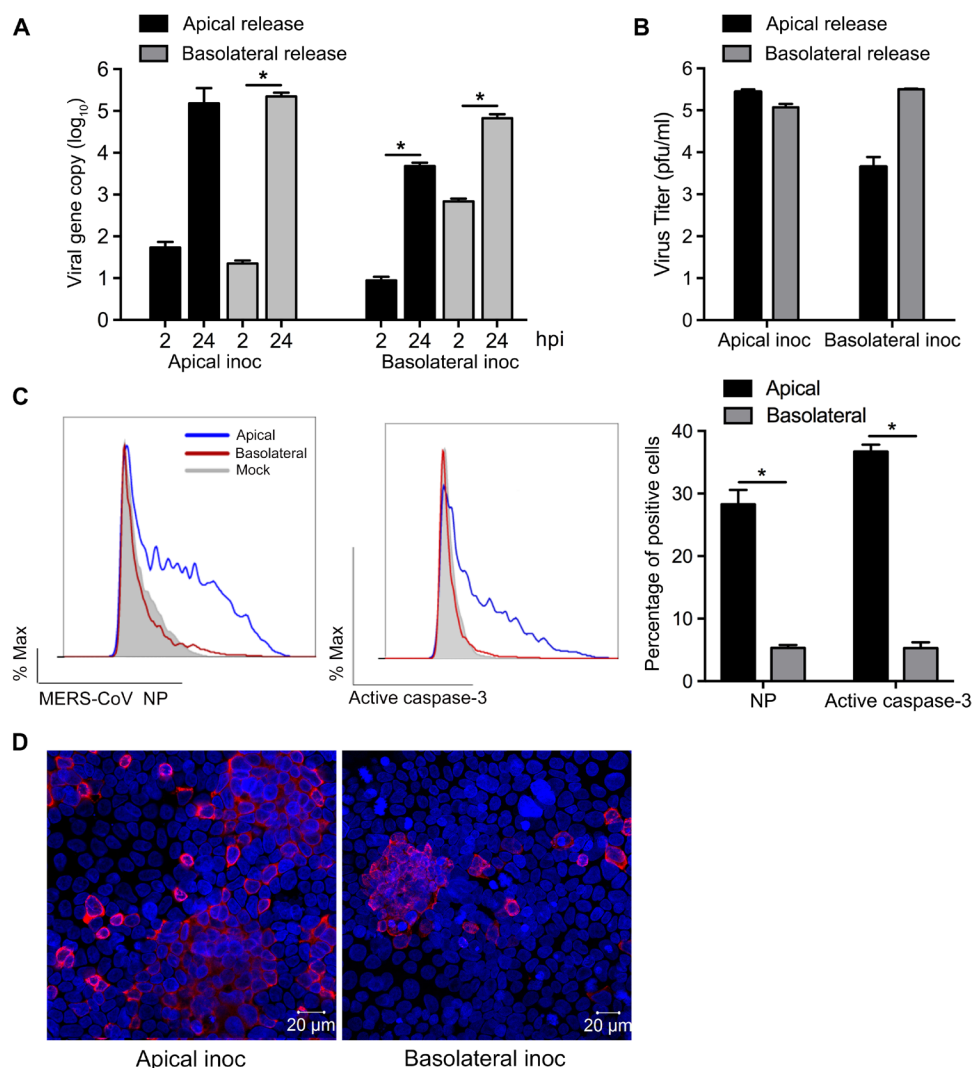 A
Apical release
Basolateral release
Viral gene copy (log10)
6
5
4
3
2
1
0
*
*
*
2 24 2 24 2 24 2 24 hpi
Apical inoc Basolateral inoc
B
Apical release
Basolateral release
Virus Titer (pfu/ml)
6
5
4
3
2
1
0
Apical inoc Basolateral inoc
C
Apical
Basolateral
Mock
% Max
MERS-CoV NP
% Max
Active caspase-3
Apical
Basolateral
Percentage of positive cells
40
30
20
10
0
*
*
NP Active caspase-3
D
20 µm
20 µm
Apical inoc Basolateral inoc